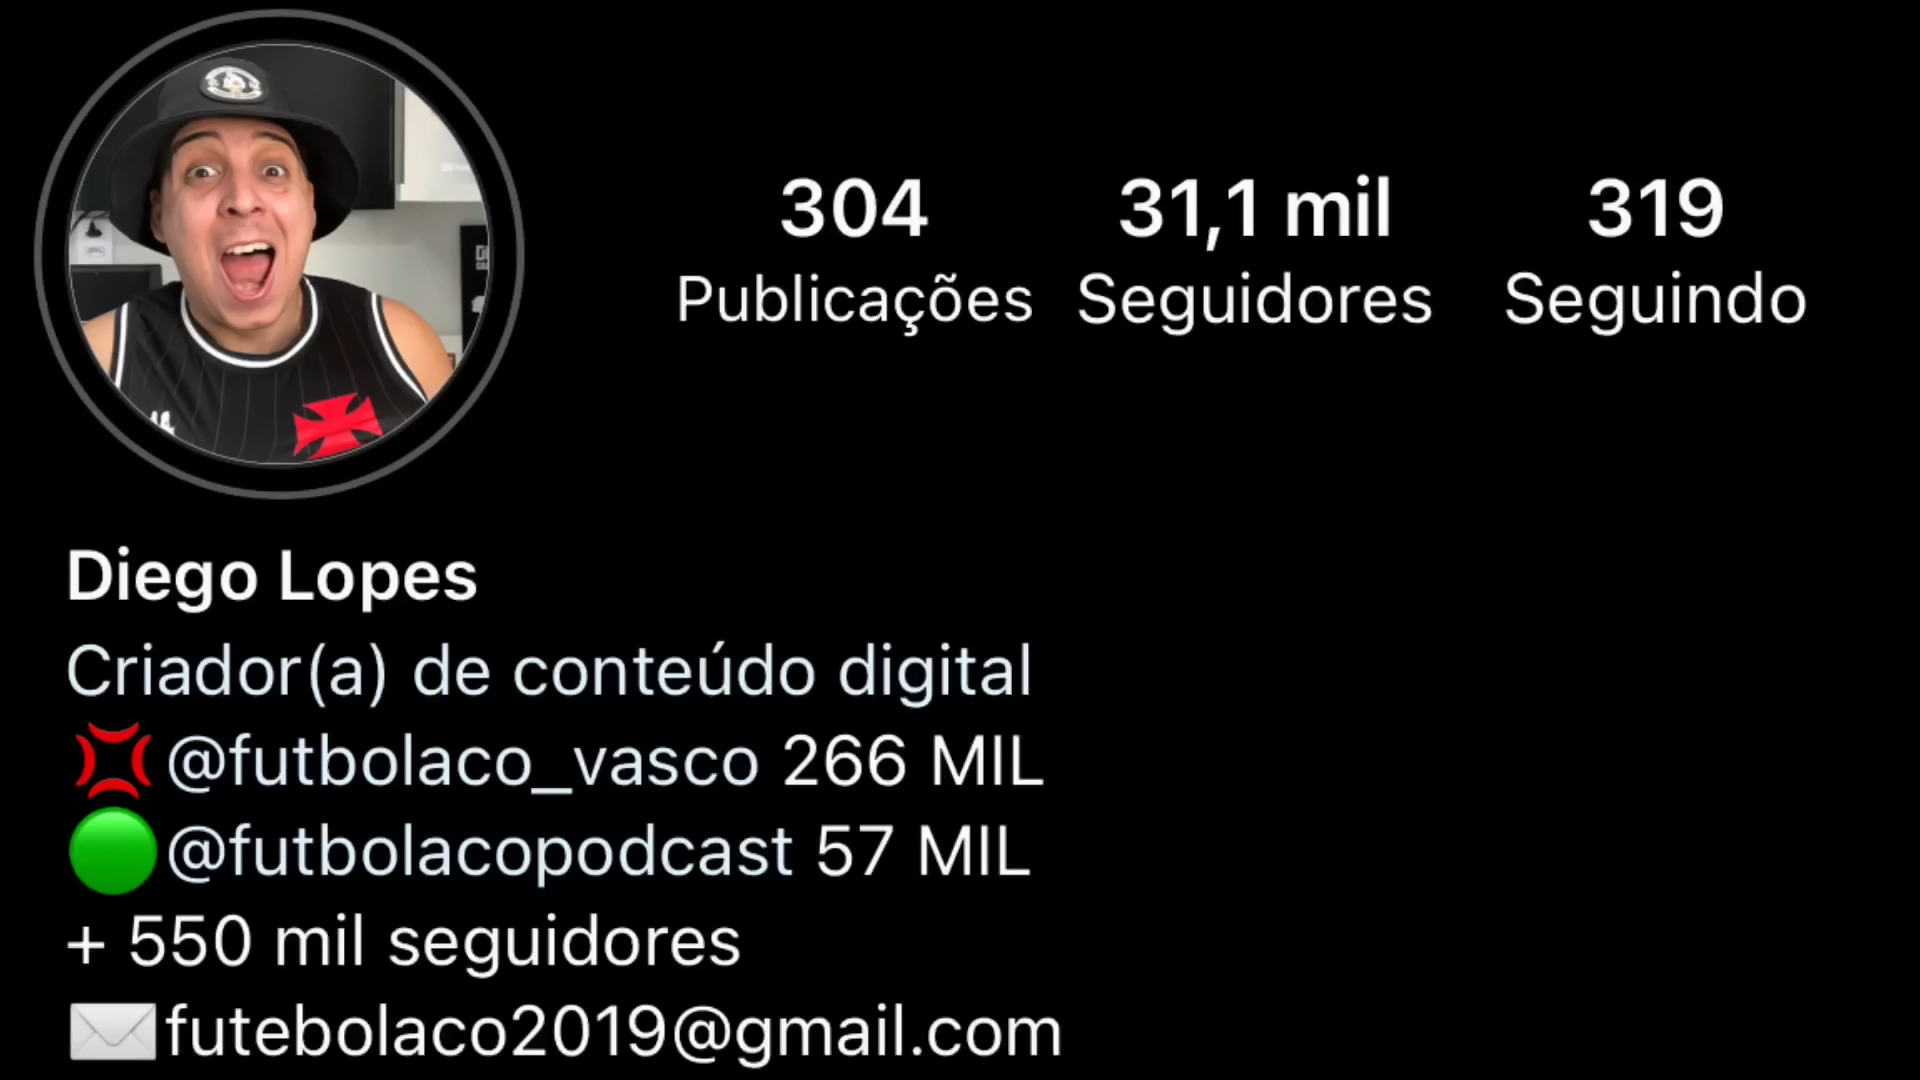 304 31,1 mil 319
Publicações Seguidores Seguindo
Diego Lopes
Criador(a) de conteúdo digital
💢@futbolaco_vasco 266 MIL
🟢@futbolacopodcast 57 MIL
+ 550 mil seguidores
✉️futebolaco2019@gmail.com